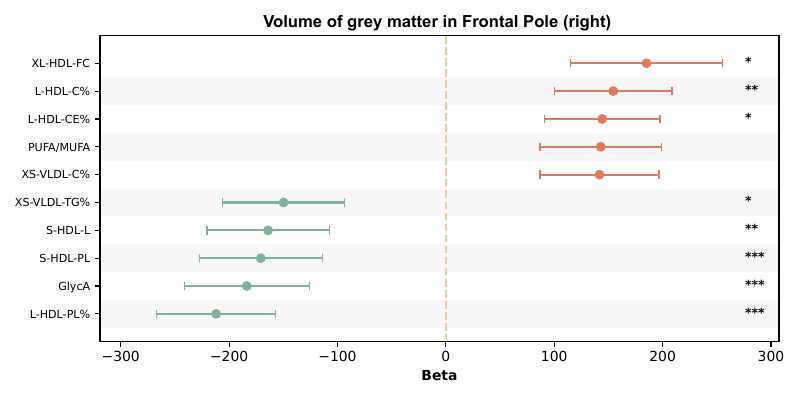 Volume of grey matter in Frontal Pole (right)
XL-HDL-FC *
L-HDL-C% **
L-HDL-CE% *
PUFA/MUFA
XS-VLDL-C%
XS-VLDL-TG% *
S-HDL-L **
S-HDL-PL ***
GlycA ***
L-HDL-PL% ***
−300 −200 −100 0 100 200 300
Beta